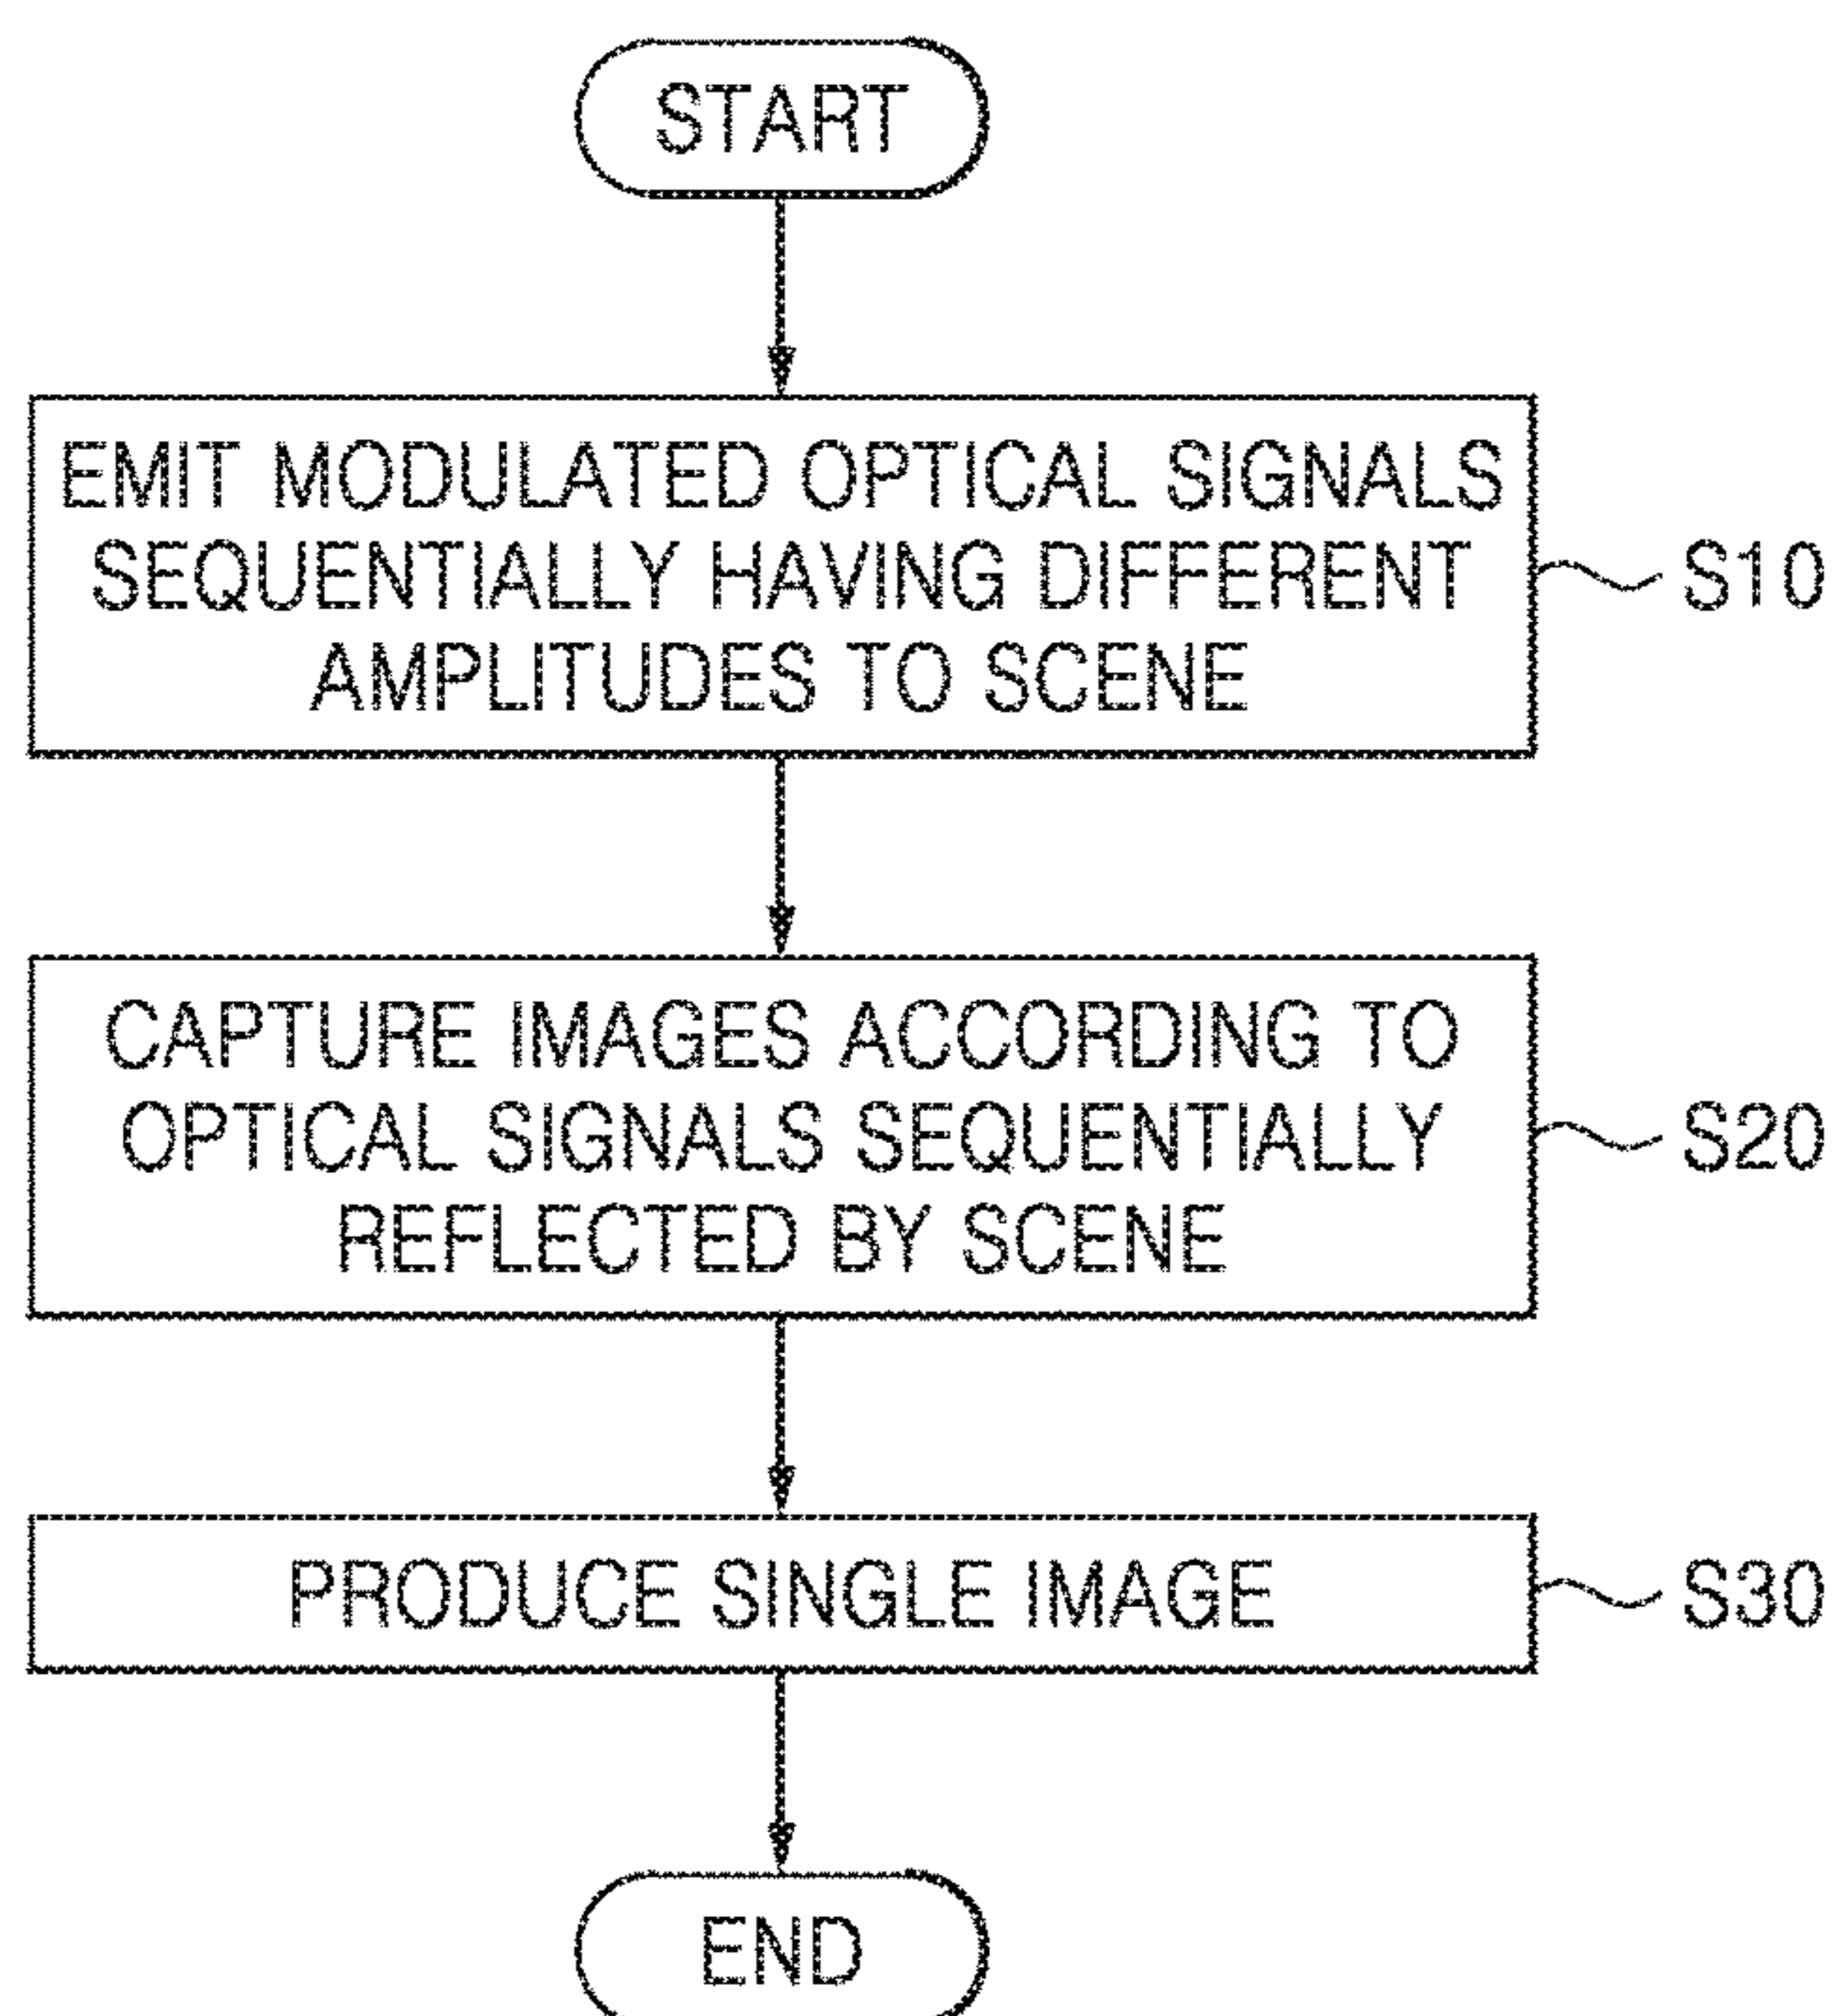 START
EMIT MODULATED OPTICAL SIGNALS
SEQUENTIALLY HAVING DIFFERENT
AMPLITUDES TO SCENE
S10
CAPTURE IMAGES ACCORDING TO
OPTICAL SIGNALS SEQUENTIALLY
REFLECTED BY SCENE
S20
PRODUCE SINGLE IMAGE
S30
END